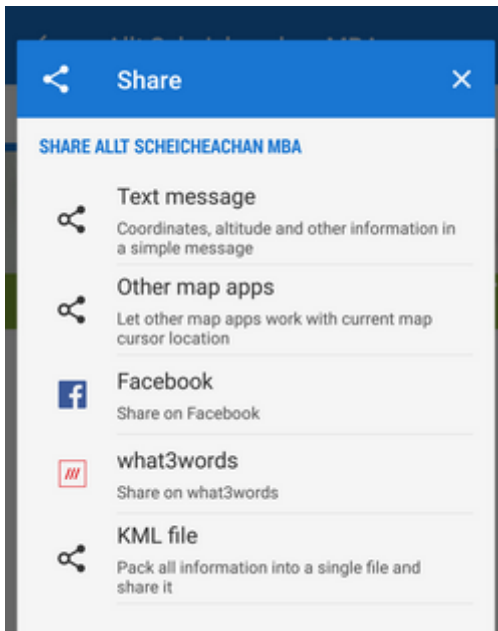 Share
SHARE ALLT SCHEICHEACHAN MBA
Text message
Coordinates, altitude and other information in
a simple message
Other map apps
Let other map apps work with current map
cursor location
Facebook
Share on Facebook
what3words
Share on what3words
KML file
Pack all information into a single file and
share it